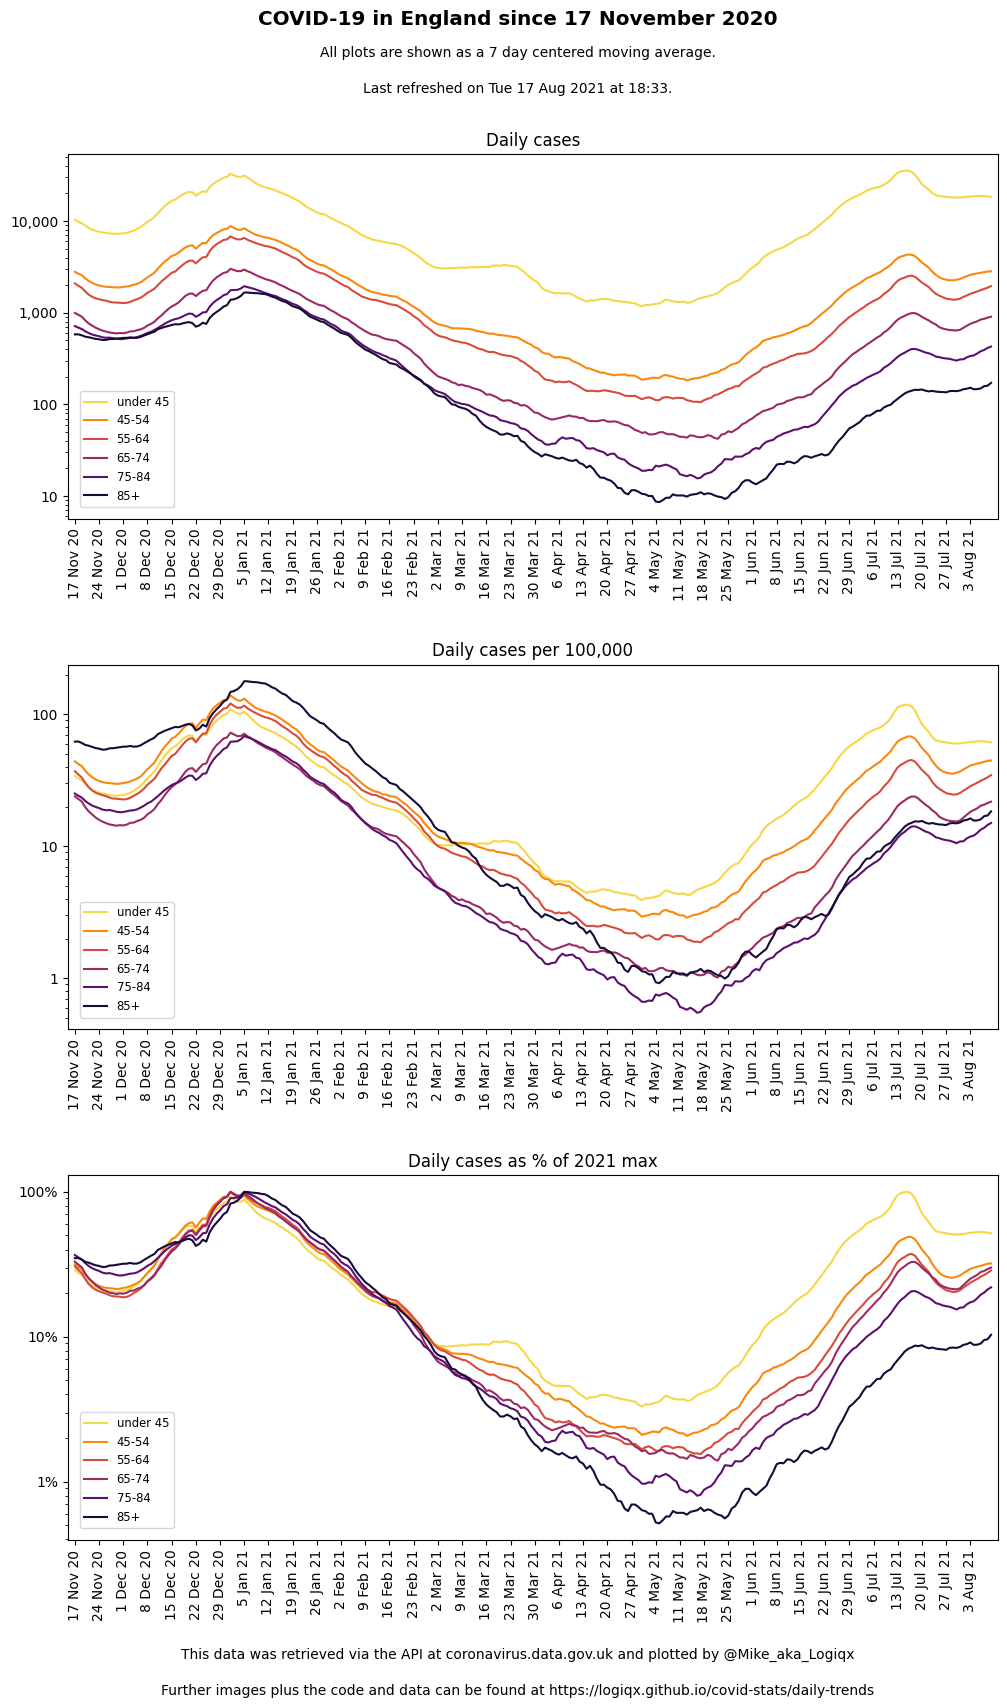 COVID-19 in England since 17 November 2020
All plots are shown as a 7 day centered moving average.
Last refreshed on Tue 17 Aug 2021 at 18:33.
Daily cases
10,000
1,000
100
10
under 45
45-54
55-64
65-74
75-84
85+
17 Nov 20
24 Nov 20
1 Dec 20
8 Dec 20
15 Dec 20
22 Dec 20
29 Dec 20
5 Jan 21
12 Jan 21
19 Jan 21
26 Jan 21
2 Feb 21
9 Feb 21
16 Feb 21
23 Feb 21
2 Mar 21
9 Mar 21
16 Mar 21
23 Mar 21
30 Mar 21
6 Apr 21
13 Apr 21
20 Apr 21
27 Apr 21
4 May 21
11 May 21
18 May 21
25 May 21
1 Jun 21
8 Jun 21
15 Jun 21
22 Jun 21
29 Jun 21
6 Jul 21
13 Jul 21
20 Jul 21
27 Jul 21
3 Aug 21
Daily cases per 100,000
100
10
1
under 45
45-54
55-64
65-74
75-84
85+
17 Nov 20
24 Nov 20
1 Dec 20
8 Dec 20
15 Dec 20
22 Dec 20
29 Dec 20
5 Jan 21
12 Jan 21
19 Jan 21
26 Jan 21
2 Feb 21
9 Feb 21
16 Feb 21
23 Feb 21
2 Mar 21
9 Mar 21
16 Mar 21
23 Mar 21
30 Mar 21
6 Apr 21
13 Apr 21
20 Apr 21
27 Apr 21
4 May 21
11 May 21
18 May 21
25 May 21
1 Jun 21
8 Jun 21
15 Jun 21
22 Jun 21
29 Jun 21
6 Jul 21
13 Jul 21
20 Jul 21
27 Jul 21
3 Aug 21
Daily cases as % of 2021 max
100%
10%
1%
under 45
45-54
55-64
65-74
75-84
85+
17 Nov 20
24 Nov 20
1 Dec 20
8 Dec 20
15 Dec 20
22 Dec 20
29 Dec 20
5 Jan 21
12 Jan 21
19 Jan 21
26 Jan 21
2 Feb 21
9 Feb 21
16 Feb 21
23 Feb 21
2 Mar 21
9 Mar 21
16 Mar 21
23 Mar 21
30 Mar 21
6 Apr 21
13 Apr 21
20 Apr 21
27 Apr 21
4 May 21
11 May 21
18 May 21
25 May 21
1 Jun 21
8 Jun 21
15 Jun 21
22 Jun 21
29 Jun 21
6 Jul 21
13 Jul 21
20 Jul 21
27 Jul 21
3 Aug 21
This data was retrieved via the API at coronavirus.data.gov.uk and plotted by @Mike_aka_Logiqx
Further images plus the code and data can be found at https://logiqx.github.io/covid-stats/daily-trends